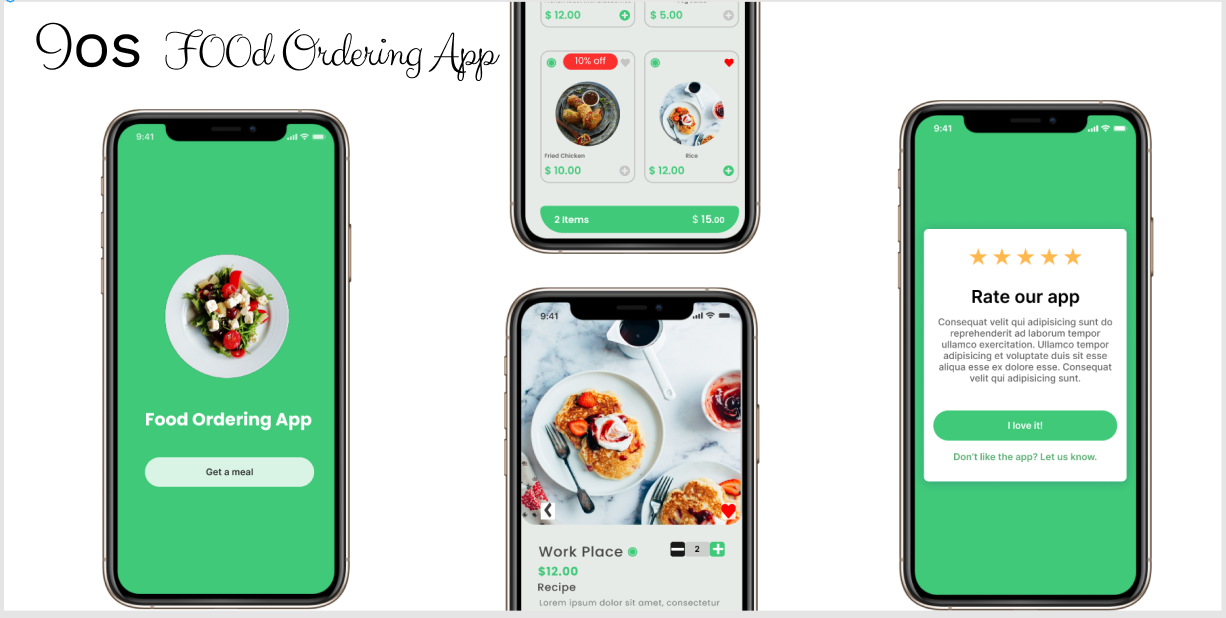 9os FOOd Ordering App
9:41
Food Ordering App
Get a meal
$ 12.00
$ 5.00
10% off
Fried Chicken
Rice
$ 10.00
$ 12.00
2 Items
$ 15.00
9:41
Work Place
2
$12.00
Recipe
Lorem ipsum dolor sit amet, consectetur
9:41
Rate our app
Consequat velit qui adipisicing sunt do
reprehenderit ad laborum tempor
ullamco exercitation. Ullamco tempor
adipisicing et voluptate duis sit esse
aliqua esse ex dolore esse. Consequat
velit qui adipisicing sunt.
I love it!
Don't like the app? Let us know.